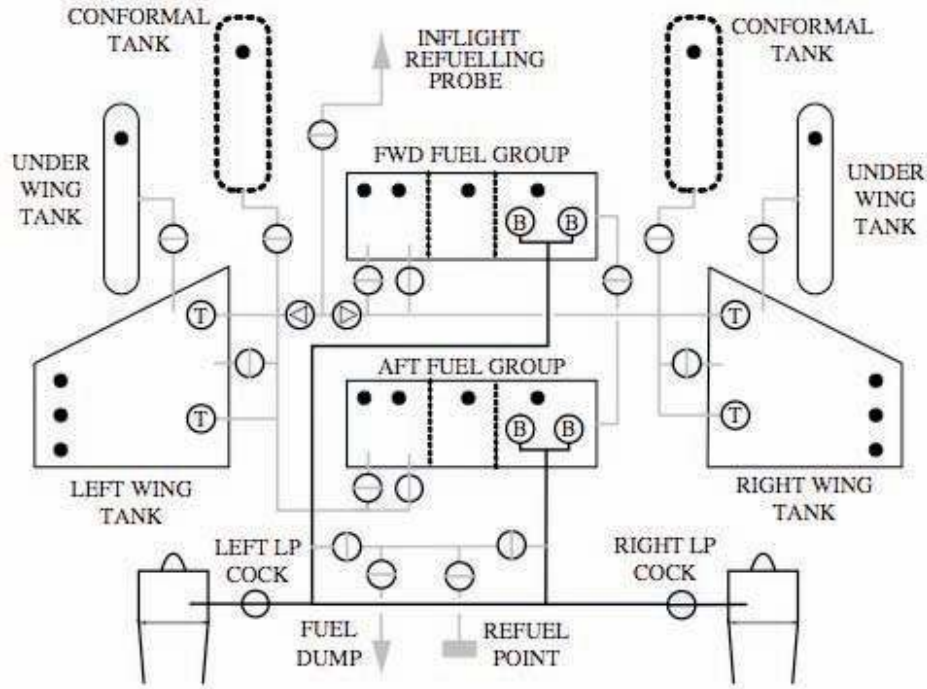 CONFORMAL
TANK
INFLIGHT
REFUELLING
PROBE
CONFORMAL
TANK
UNDER
WING
TANK
FWD FUEL GROUP
UNDER
WING
TANK
B B
T
T
AFT FUEL GROUP
B B
T
T
LEFT WING
TANK
RIGHT WING
TANK
LEFT LP
COCK
RIGHT LP
COCK
FUEL
DUMP
REFUEL
POINT